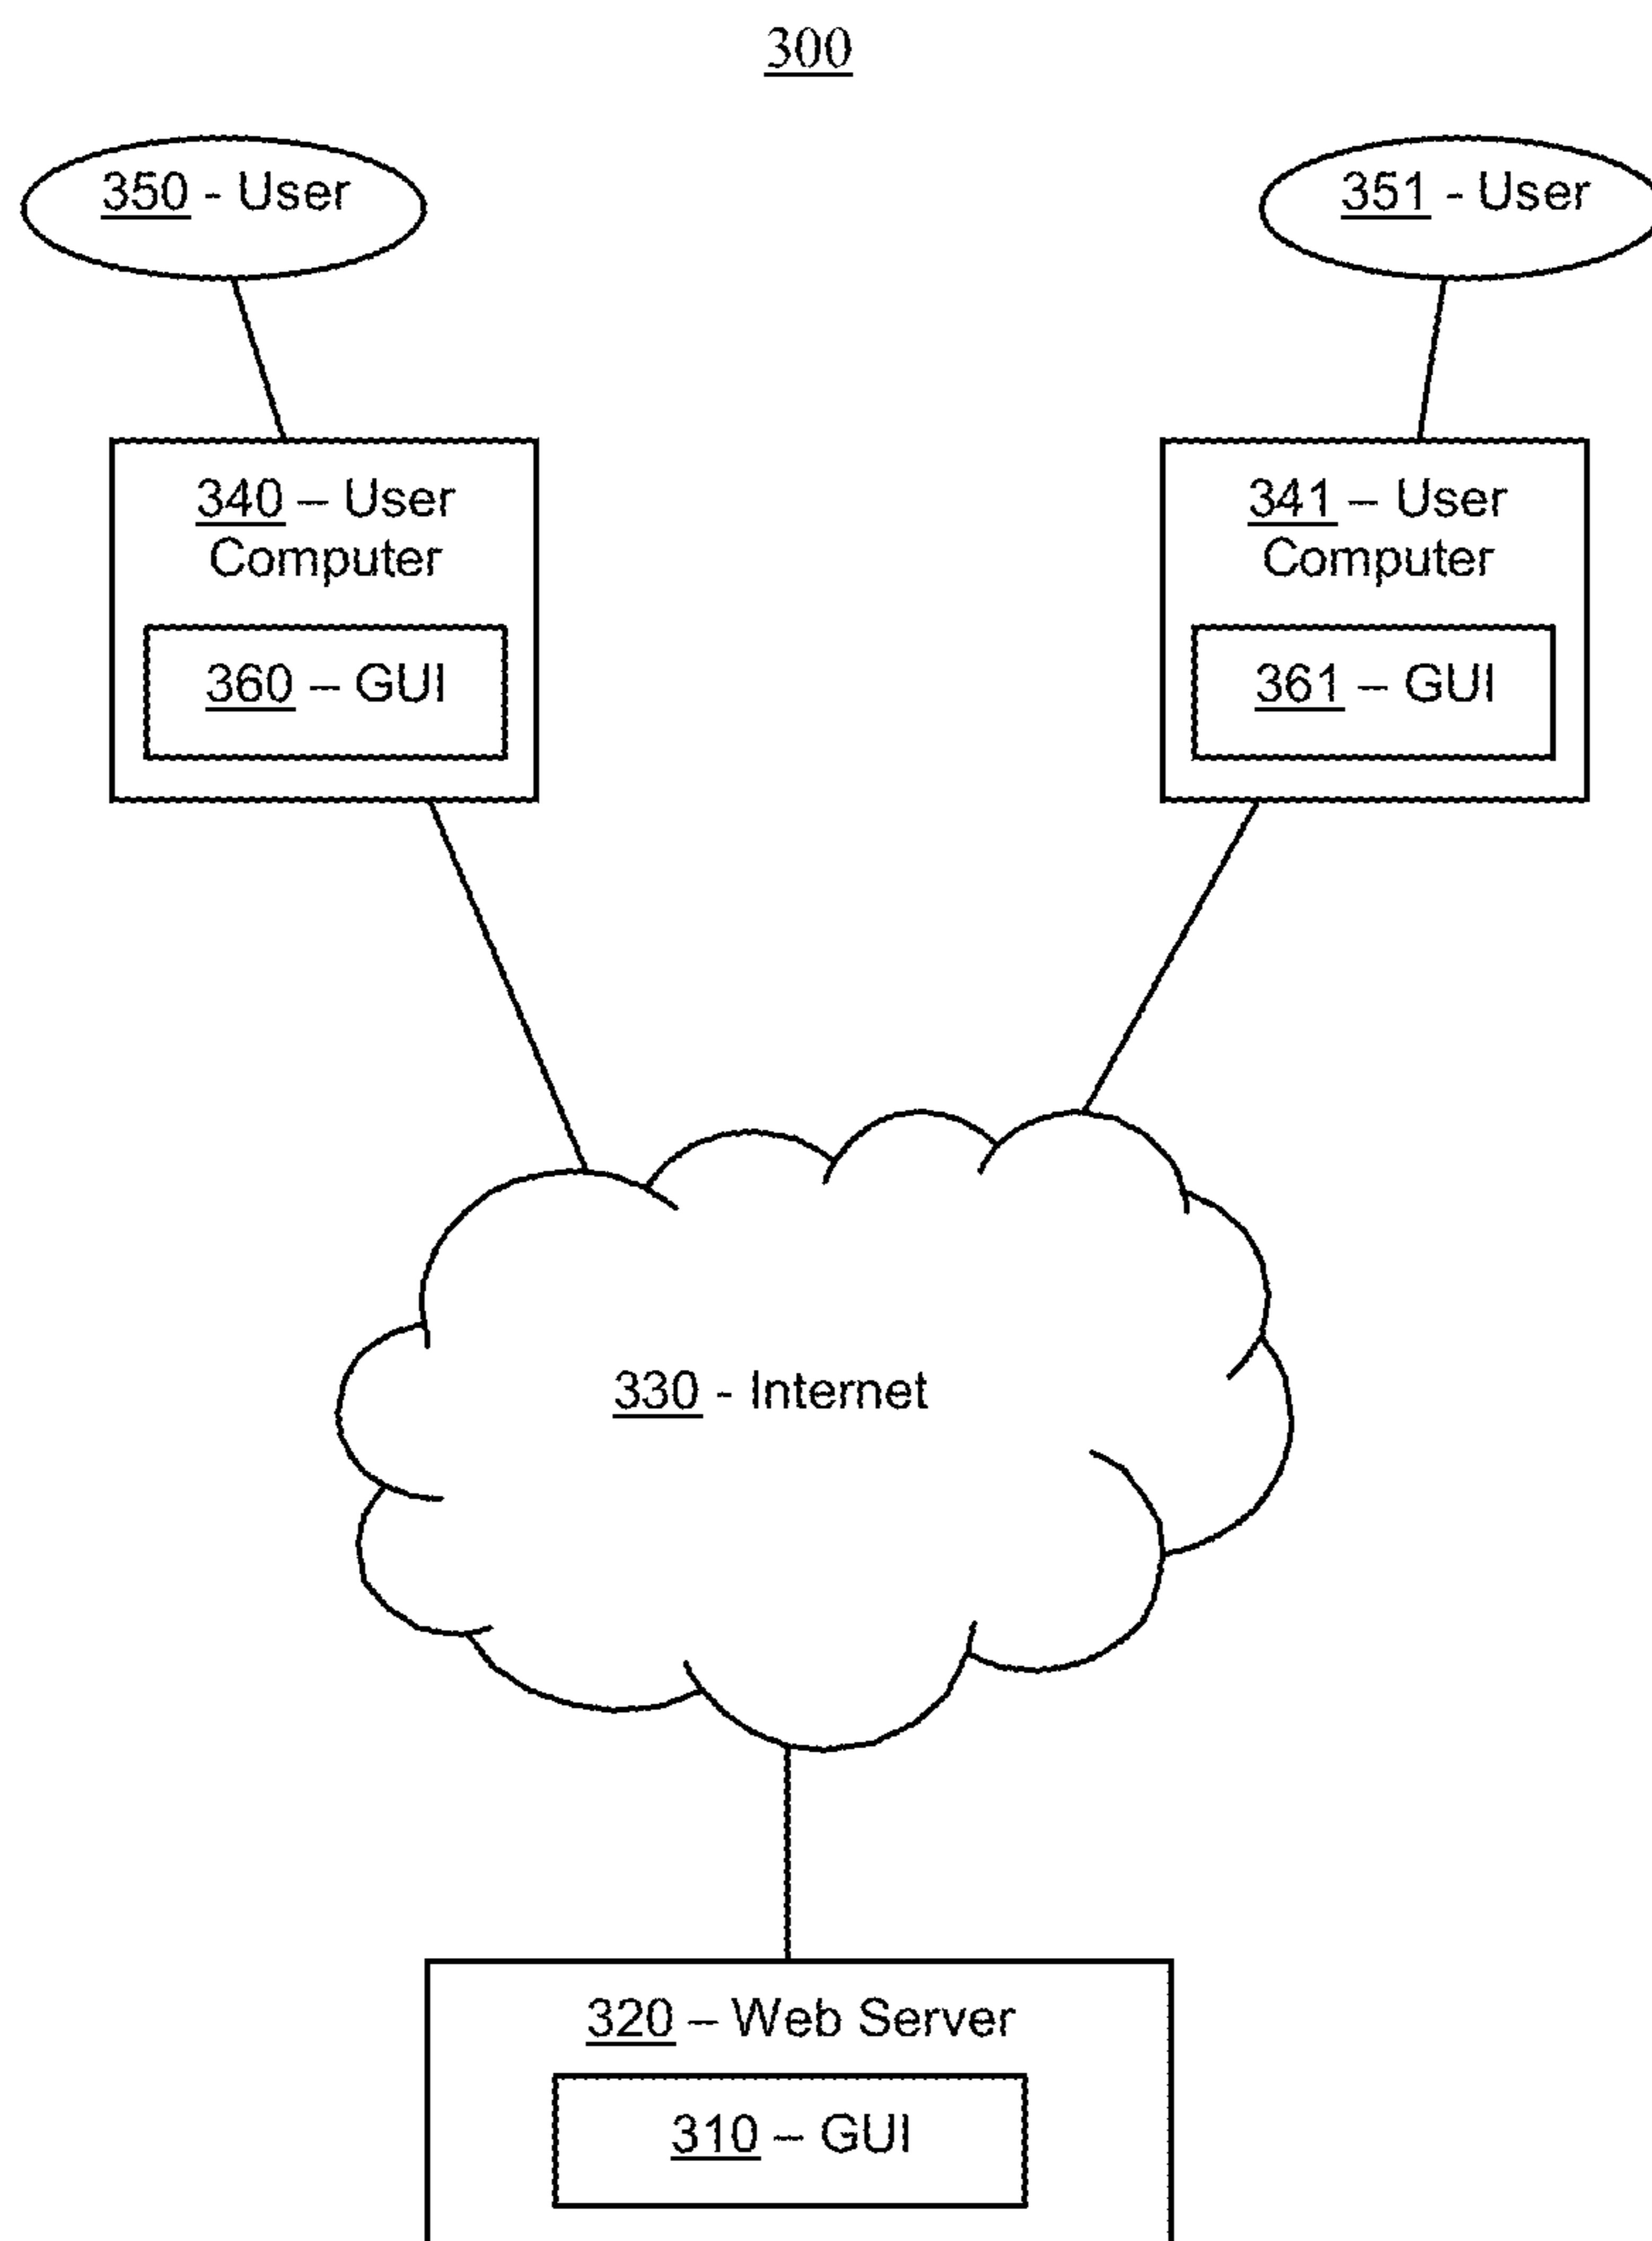 300
350 - User
351 - User
340 – User
Computer
360 – GUI
341 – User
Computer
361 – GUI
330 - Internet
320 – Web Server
310 – GUI